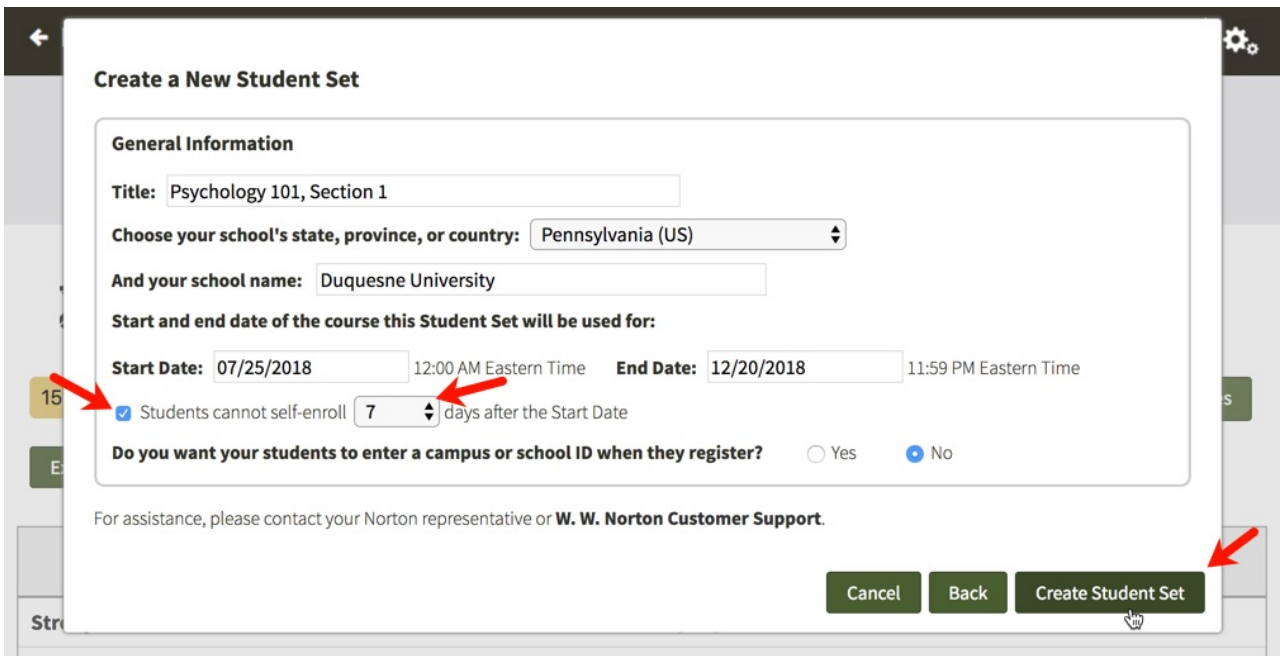 Create a New Student Set
General Information
Title: Psychology 101, Section 1
Choose your school's state, province, or country: Pennsylvania (US)
And your school name: Duquesne University
Start and end date of the course this Student Set will be used for:
Start Date: 07/25/2018 12:00 AM Eastern Time End Date: 12/20/2018 11:59 PM Eastern Time
15
Students cannot self-enroll 7 days after the Start Date
Do you want your students to enter a campus or school ID when they register? Yes No
For assistance, please contact your Norton representative or W. W. Norton Customer Support.
Cancel Back Create Student Set